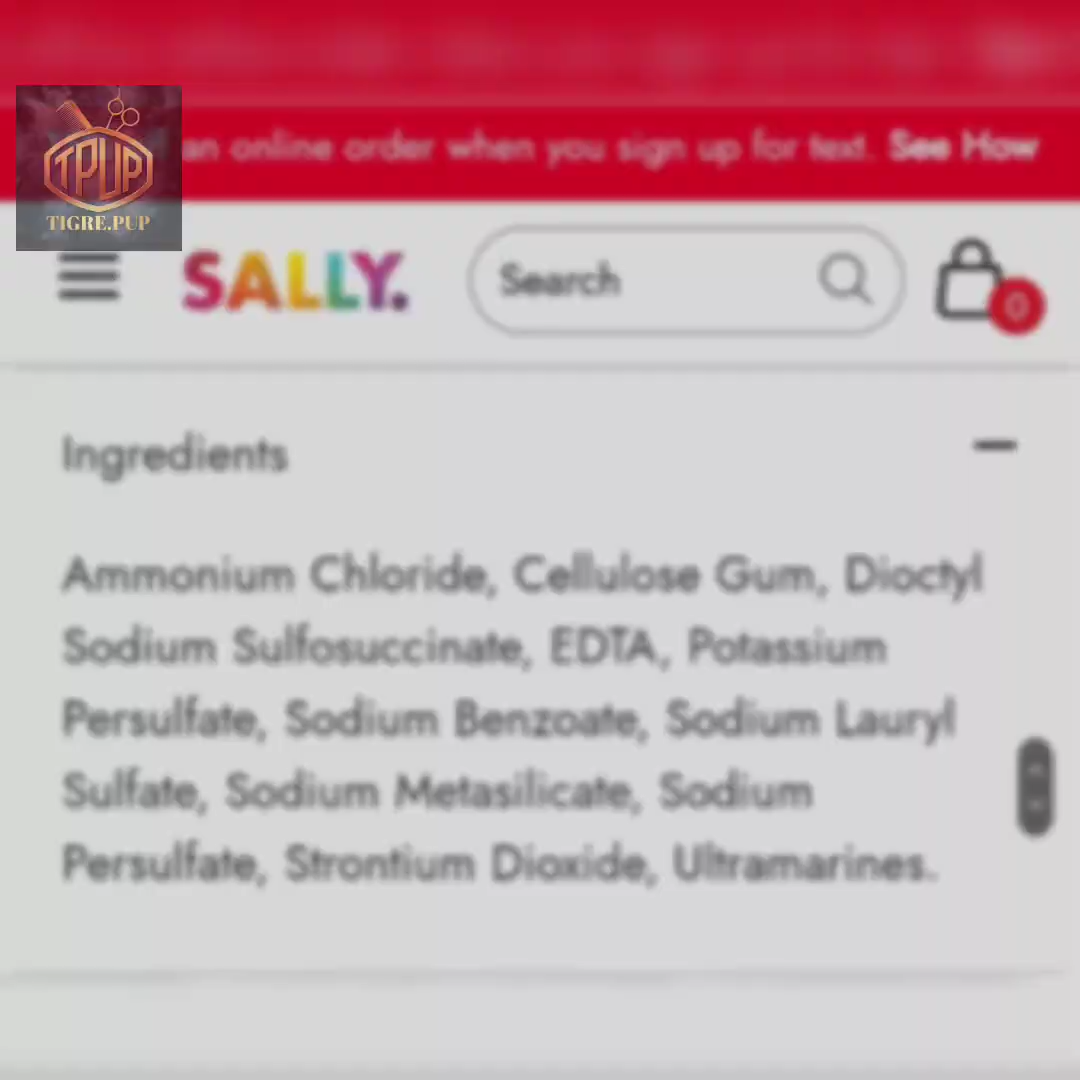 an online order when you sign up for text. See How
TPUP
TIGRE.PUP
SALLY.
Search
0
Ingredients
Ammonium Chloride, Cellulose Gum, Dioctyl
Sodium Sulfosuccinate, EDTA, Potassium
Persulfate, Sodium Benzoate, Sodium Lauryl
Sulfate, Sodium Metasilicate, Sodium
Persulfate, Strontium Dioxide, Ultramarines.